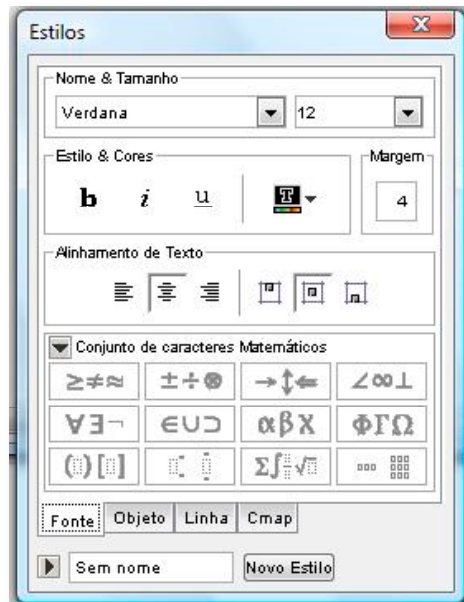 Estilos
Nome & Tamanho
Verdana 12
Estilo & Cores Margem
b i u T 4
Alinhamento de Texto
Conjunto de caracteres Matemáticos
≥≠≈ ±÷⊗ →↕⇐ ∠∞⊥
∀∃¬ ∈∪⊃ αβχ ΦΓΩ
Σ∫√
Fonte Objeto Linha Cmap
Sem nome Novo Estilo